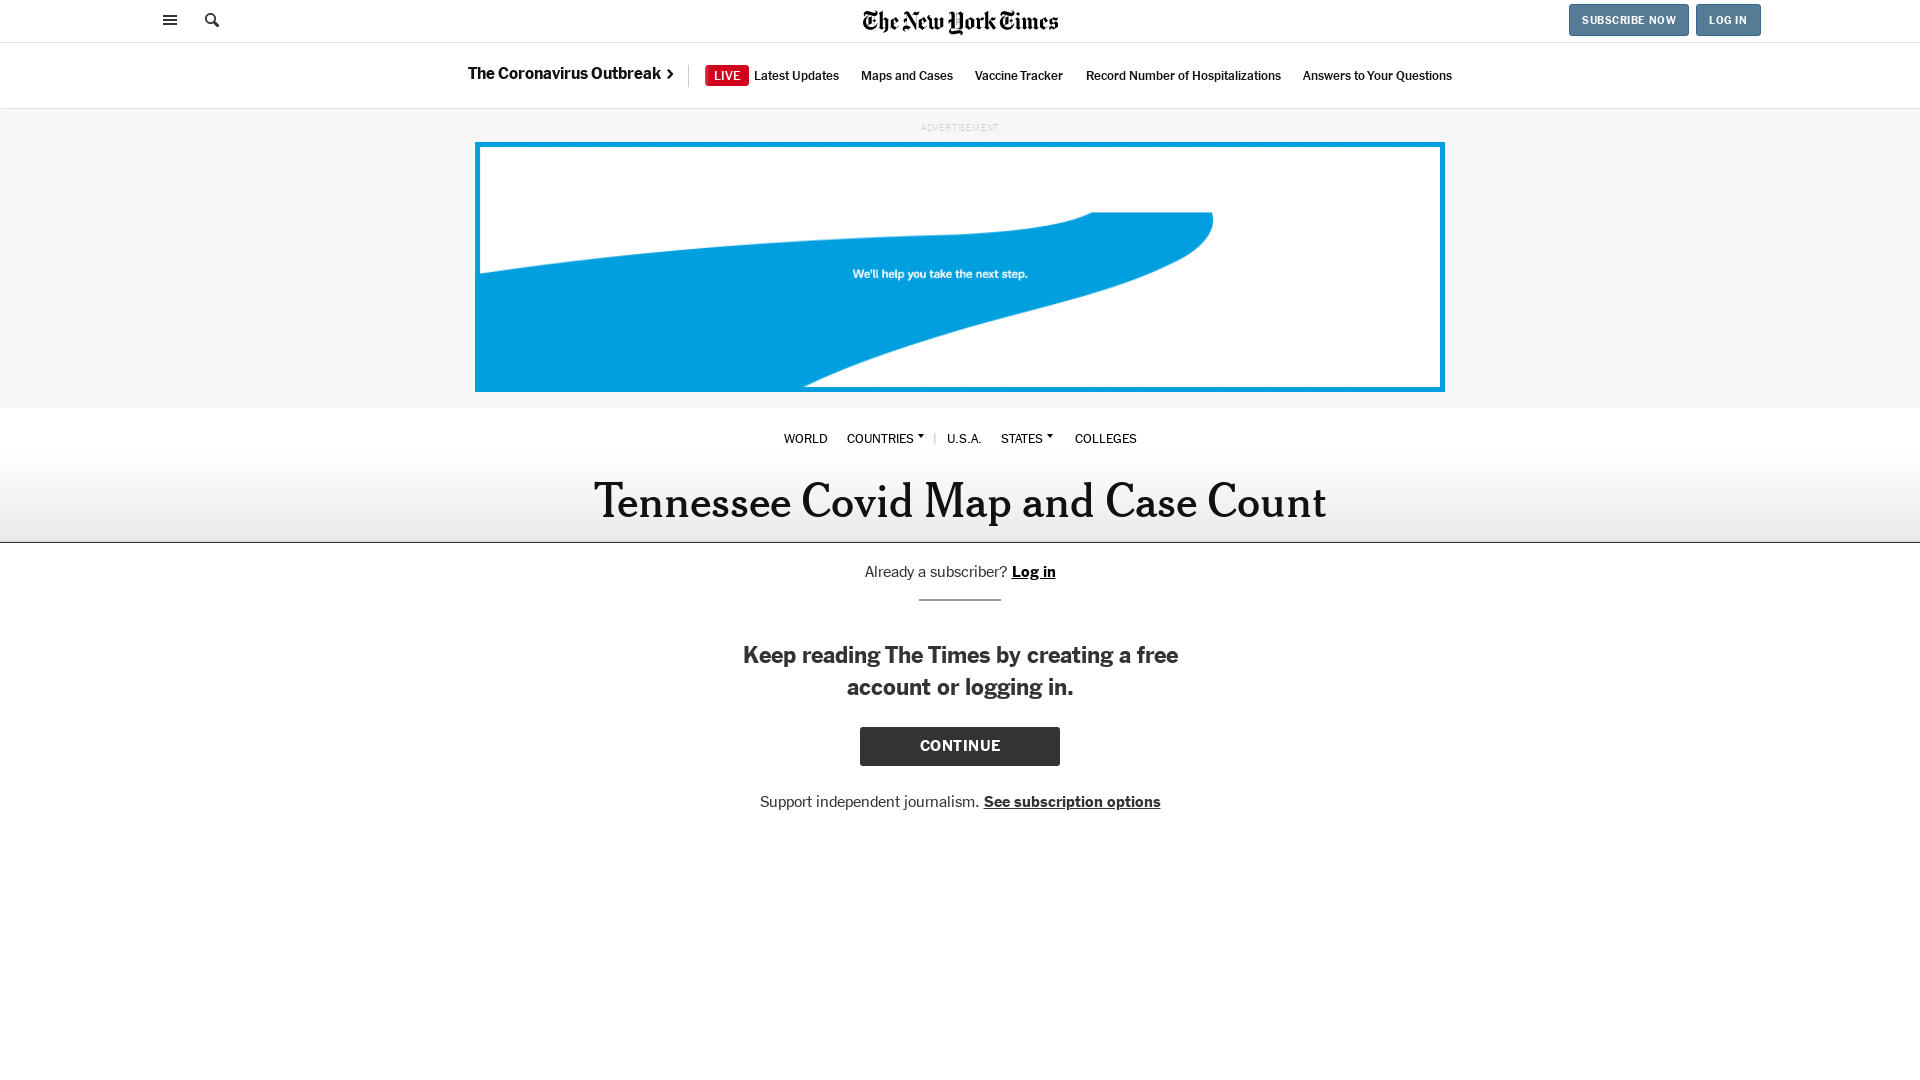 The New York Times
SUBSCRIBE NOW
LOG IN
The Coronavirus Outbreak
LIVE Latest Updates
Maps and Cases
Vaccine Tracker
Record Number of Hospitalizations
Answers to Your Questions
ADVERTISEMENT
We'll help you take the next step.
WORLD
COUNTRIES
U.S.A.
STATES
COLLEGES
Tennessee Covid Map and Case Count
Already a subscriber? Log in
Keep reading The Times by creating a free
account or logging in.
CONTINUE
Support independent journalism. See subscription options